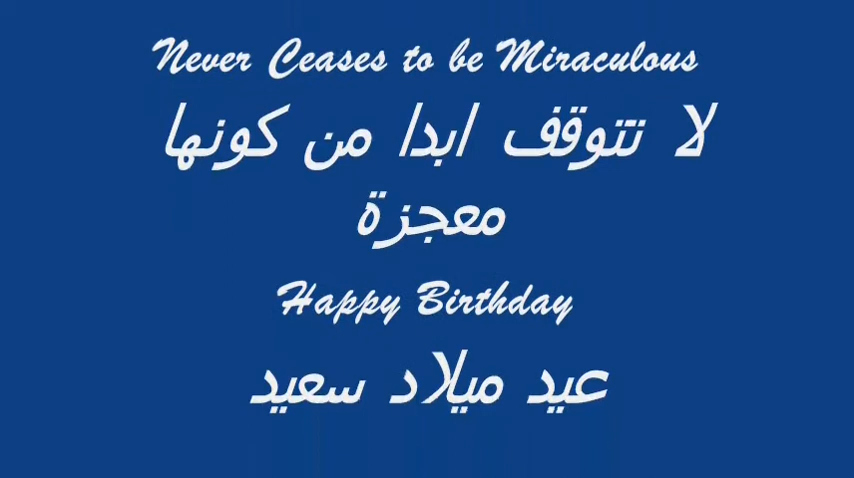 Never Ceases to be Miraculous
لا تتوقف ابدا من كونها
معجزة
Happy Birthday
عيد ميلاد سعيد